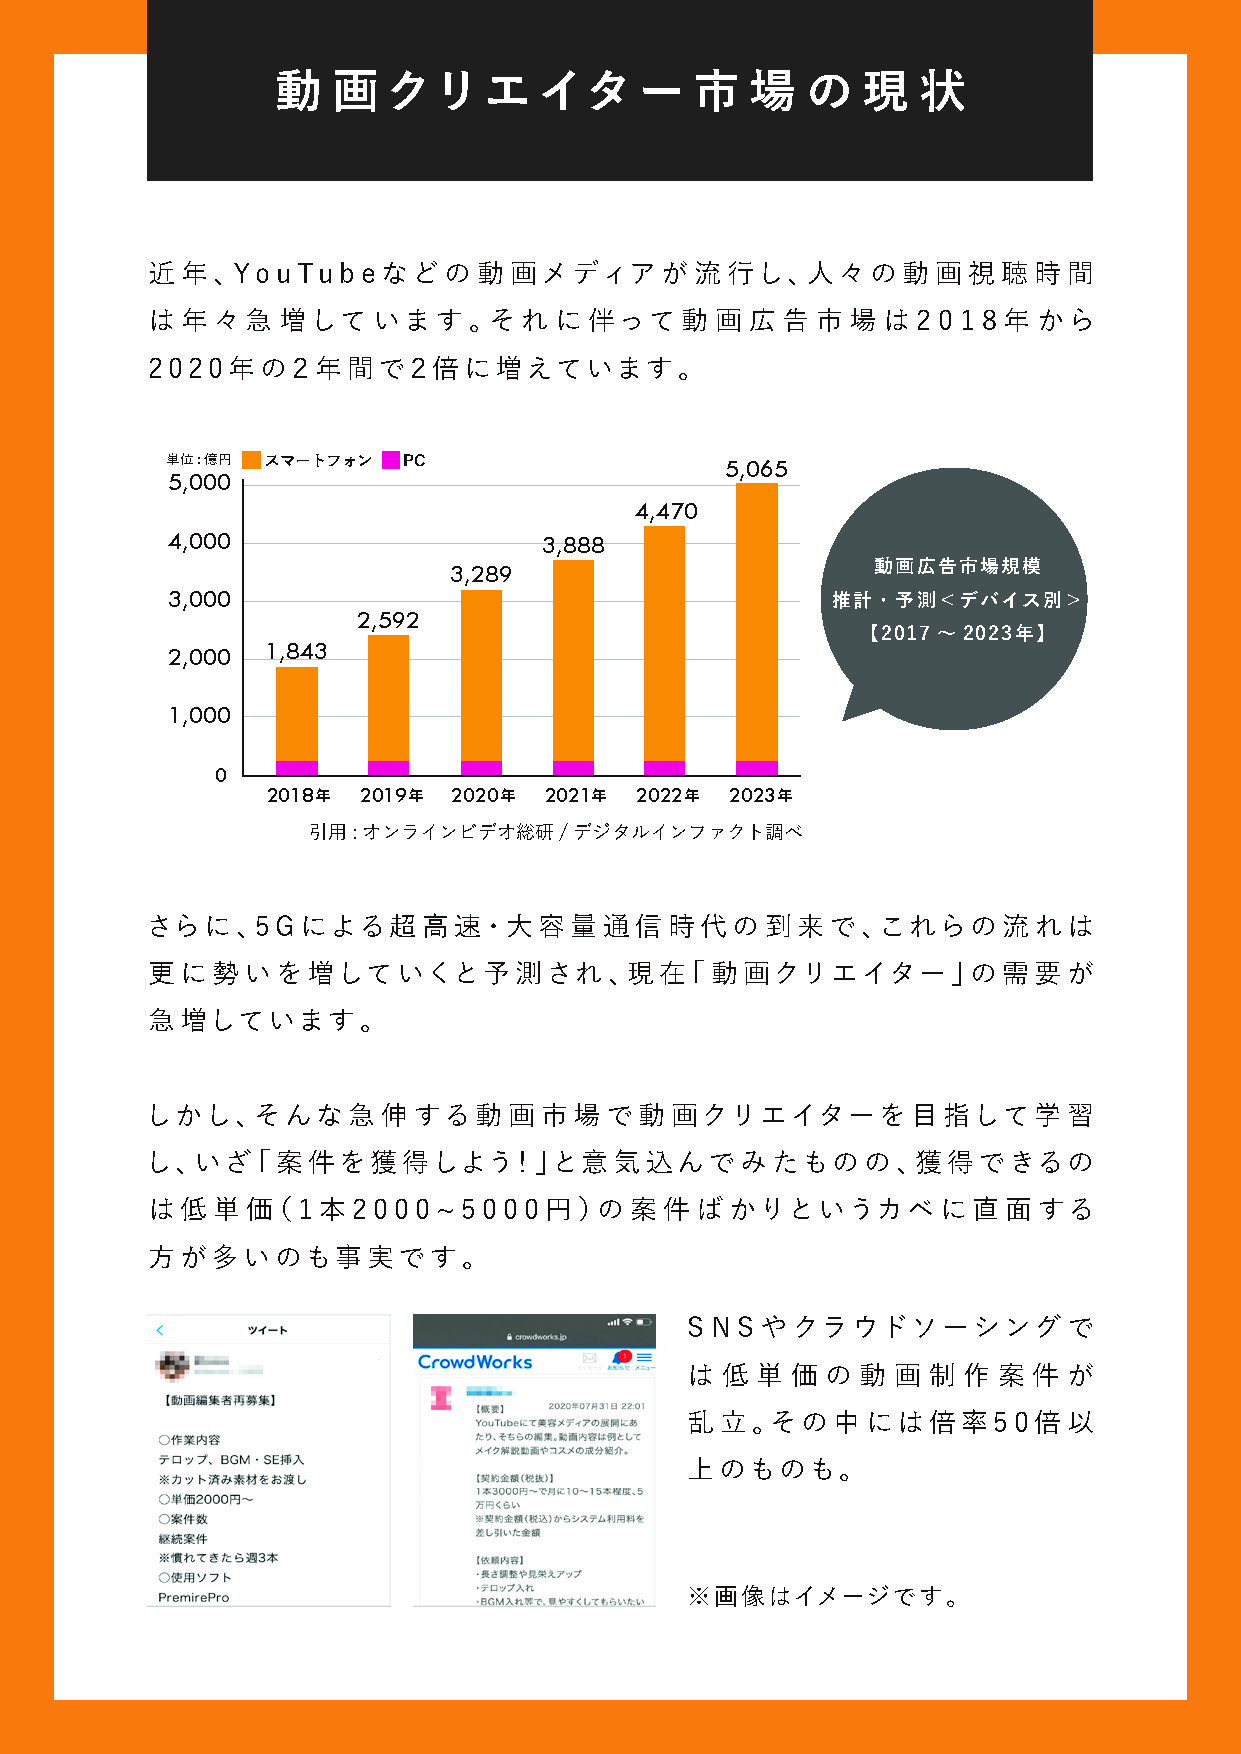 動画クリエイター市場の現状
近年、YouTubeなどの動画メディアが流行し、人々の動画視聴時間
は年々急増しています。それに伴って動画広告市場は2018年から
2020年の2年間で2倍に増えています。
単位:億円 スマートフォン PC
5,000
4,000
3,000
2,000
1,000
0
1,843
2,592
3,289
3,888
4,470
5,065
2018年 2019年 2020年 2021年 2022年 2023年
引用:オンラインビデオ総研/デジタルインファクト調べ
動画広告市場規模
推計・予測<デバイス別>
【2017 〜 2023年】
さらに、5Gによる超高速・大容量通信時代の到来で、これらの流れは
更に勢いを増していくと予測され、現在「動画クリエイター」の需要が
急増しています。
しかし、そんな急伸する動画市場で動画クリエイターを目指して学習
し、いざ「案件を獲得しよう!」と意気込んでみたものの、獲得できるの
は低単価(1本2000~5000円)の案件ばかりというカベに直面する
方が多いのも事実です。
ツイート
【動画編集者再募集】
○作業内容
テロップ、BGM・SE挿入
※カット済み素材をお渡し
○単価2000円〜
○案件数
継続案件
※慣れてきたら週3本
○使用ソフト
PremirePro
crowdworks.jp
CrowdWorks
メッセージ お知らせ メニュー
【概要】 2020年07月31日 22:01
YouTubeにて美容メディアの展開にあ
たり、そちらの編集。動画内容は例として
メイク解説動画やコスメの成分紹介。
【契約金額(税抜)】
1本3000円〜で月に10〜15本程度、5
万円くらい
※契約金額(税込)からシステム利用料を
差し引いた金額
【依頼内容】
・長さ調整や見栄えアップ
・テロップ入れ
・BGM入れ等で、見やすくしてもらいたい
SNSやクラウドソーシングで
は低単価の動画制作案件が
乱立。その中には倍率50倍以
上のものも。
※画像はイメージです。